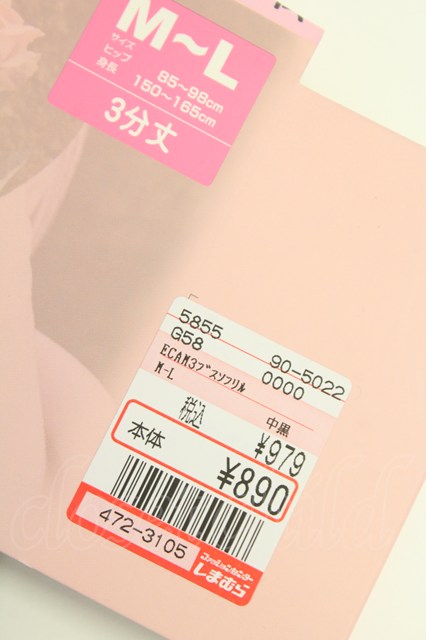 M~L
サイズ
ヒップ 85~98cm
身長 150~165cm
3分丈
5855 90-5022
G58 0000
ECAM3ブスソフリル
M-L 中黒
税込 ¥979
本体 ¥890
472-3105
ファッションセンター
しまむら